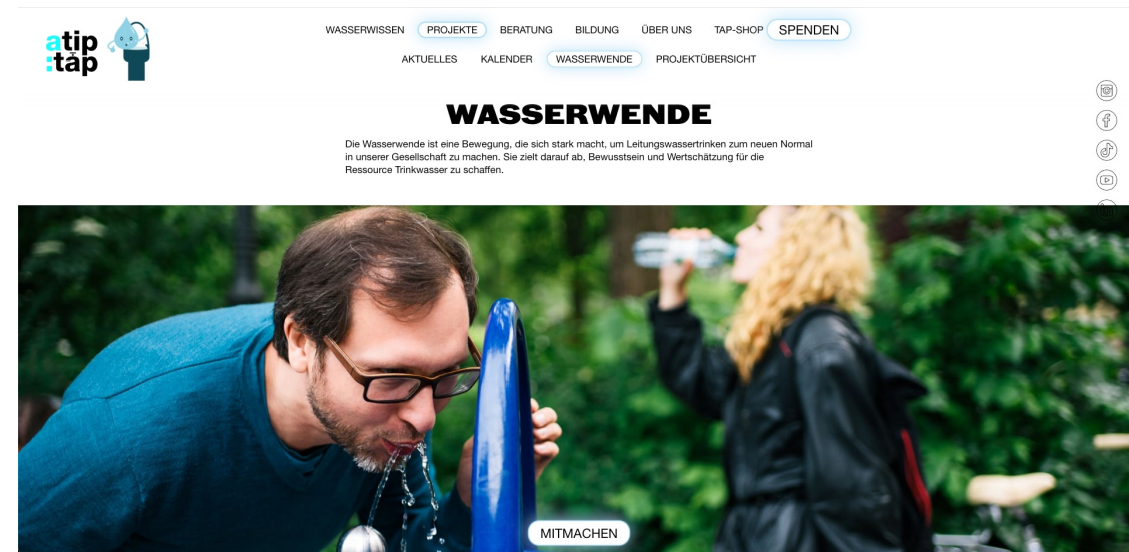 WASSERWISSEN PROJEKTE BERATUNG BILDUNG ÜBER UNS TAP-SHOP SPENDEN
atip
:tap
AKTUELLES KALENDER WASSERWENDE PROJEKTÜBERSICHT
WASSERWENDE
Die Wasserwende ist eine Bewegung, die sich stark macht, um Leitungswassertrinken zum neuen Normal
in unserer Gesellschaft zu machen. Sie zielt darauf ab, Bewusstsein und Wertschätzung für die
Ressource Trinkwasser zu schaffen.
MITMACHEN